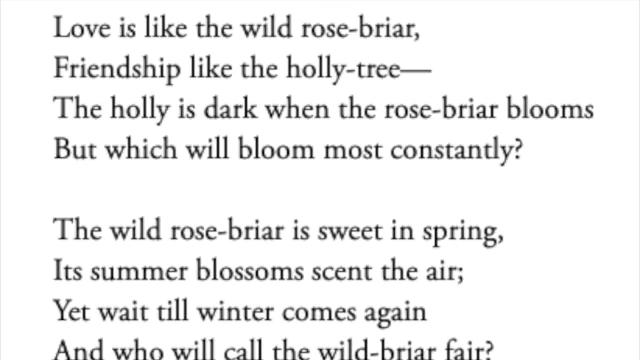 Love is like the wild rose-briar,
Friendship like the holly-tree—
The holly is dark when the rose-briar blooms
But which will bloom most constantly?
The wild rose-briar is sweet in spring,
Its summer blossoms scent the air;
Yet wait till winter comes again
And who will call the wild-briar fair?